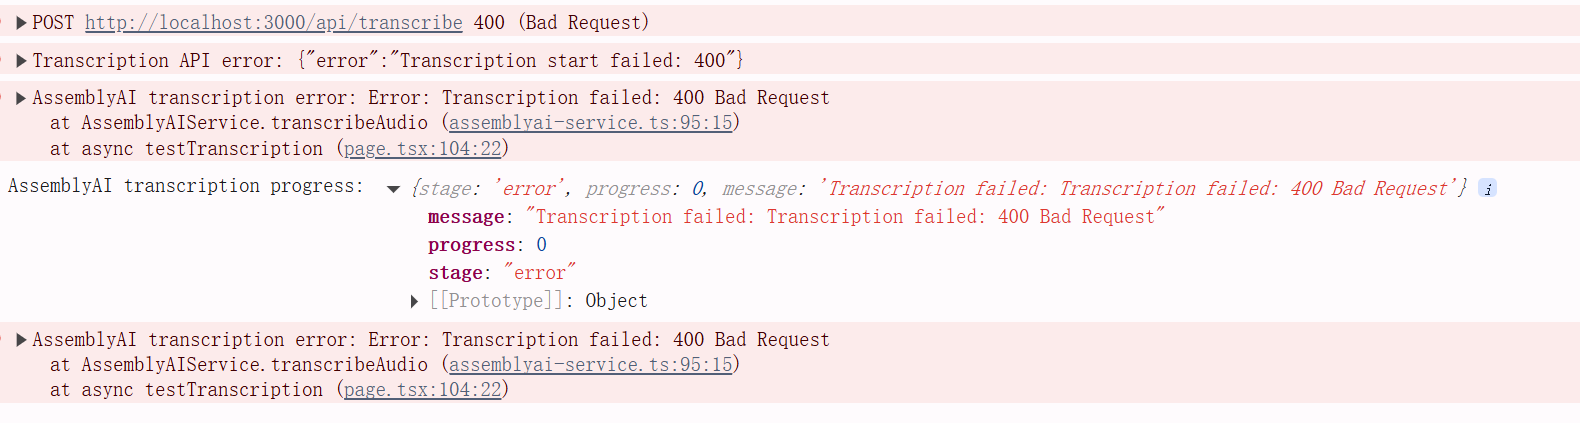 POST http://localhost:3000/api/transcribe 400 (Bad Request)
Transcription API error: {"error":"Transcription start failed: 400"}
AssemblyAI transcription error: Error: Transcription failed: 400 Bad Request
at AssemblyAIService.transcribeAudio (assemblyai-service.ts:95:15)
at async testTranscription (page.tsx:104:22)
AssemblyAI transcription progress: {stage: 'error', progress: 0, message: 'Transcription failed: Transcription failed: 400 Bad Request'} i
message: "Transcription failed: Transcription failed: 400 Bad Request"
progress: 0
stage: "error"
[[Prototype]]: Object
AssemblyAI transcription error: Error: Transcription failed: 400 Bad Request
at AssemblyAIService.transcribeAudio (assemblyai-service.ts:95:15)
at async testTranscription (page.tsx:104:22)